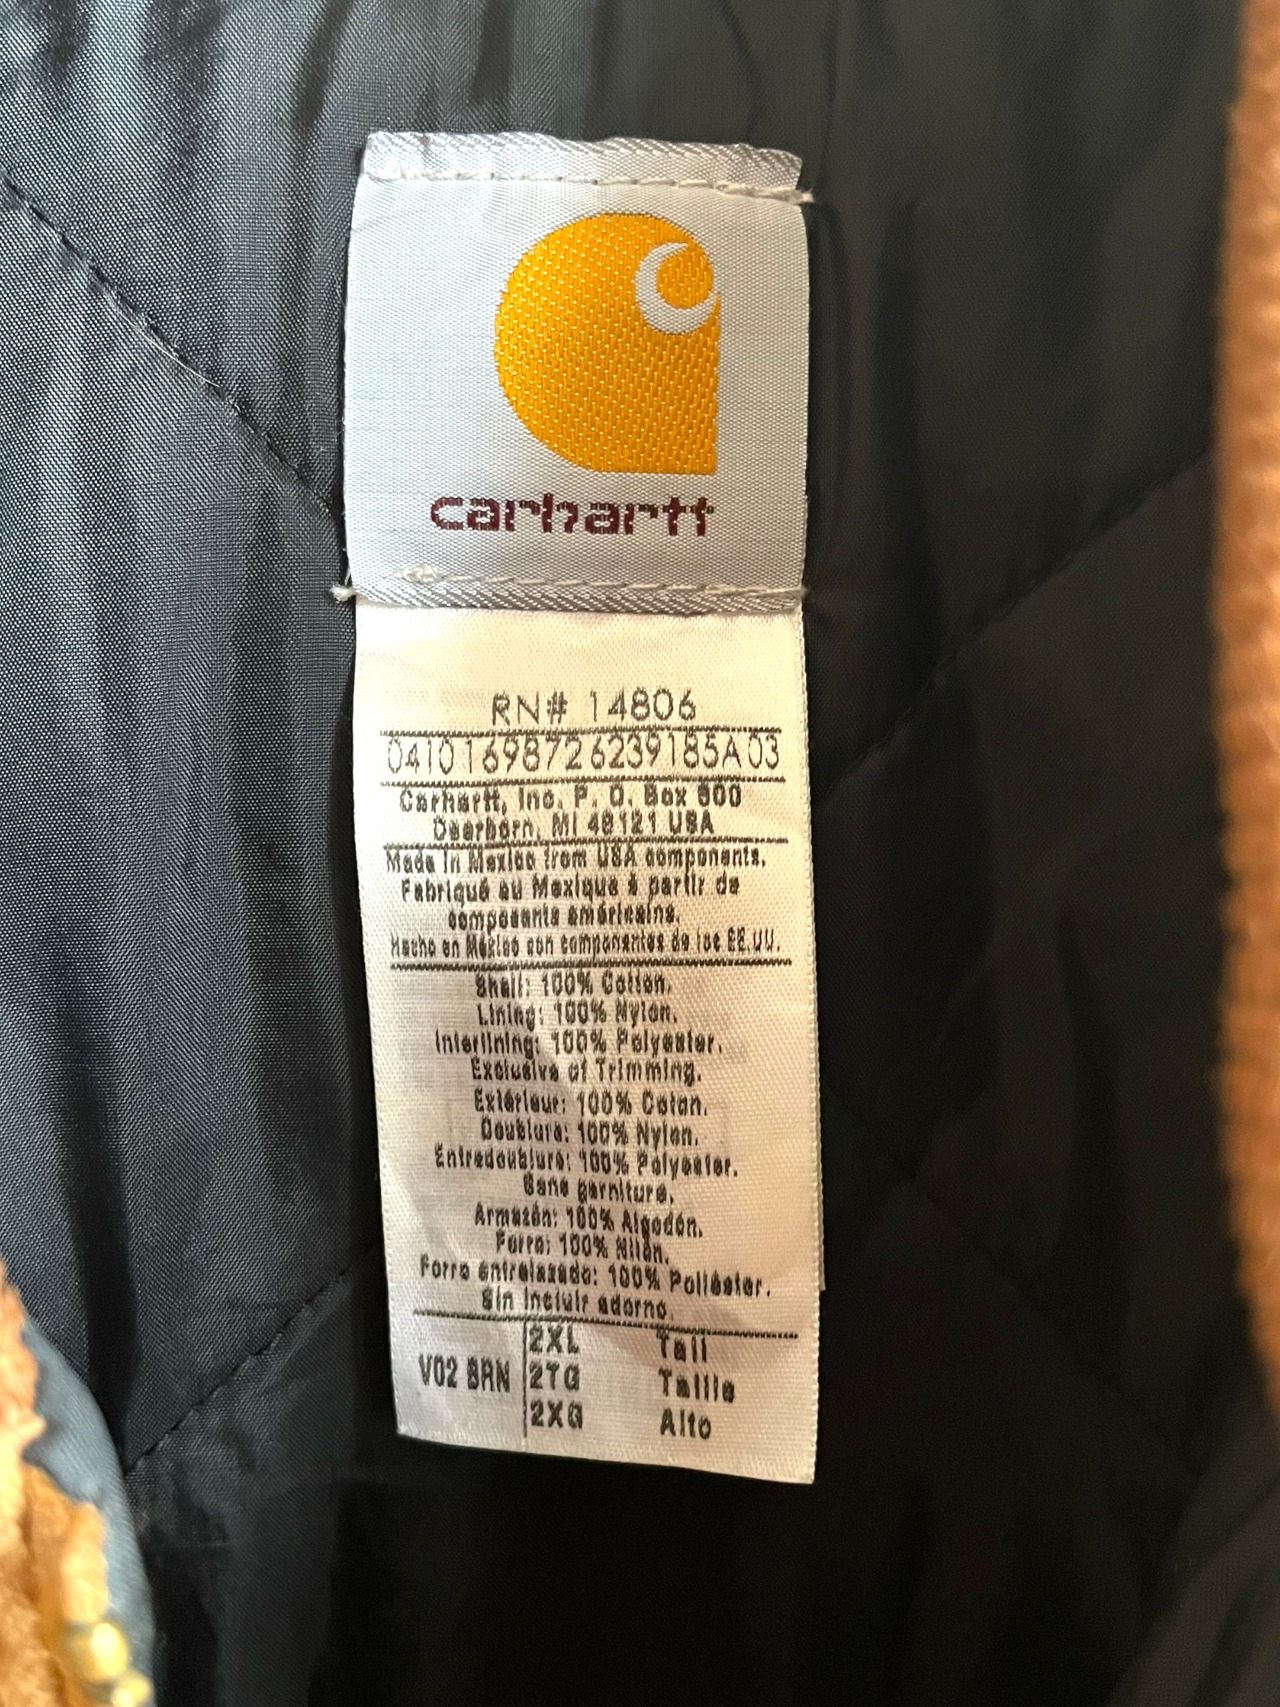 carhartt
RN# 14806
04101698726239185A03
Carhartt, Inc. P. O. Box 600
Dearborn, MI 48121 USA
Made in Mexico from USA components.
Fabriqué au Mexique à partir de
composants américains.
Hecho en México con componentes de los EE.UU.
Shell: 100% Cotton.
Lining: 100% Nylon.
Interlining: 100% Polyester.
Exclusive of Trimming.
Extérieur: 100% Coton.
Doublure: 100% Nylon.
Entredoublure: 100% Polyester.
Sans garniture.
Armazón: 100% Algodón.
Forro: 100% Nilón.
Forro entrelazado: 100% Poliéster.
Sin incluir adorno.
2XL Tall
V02 BRN 2TG Taille
2XG Alto